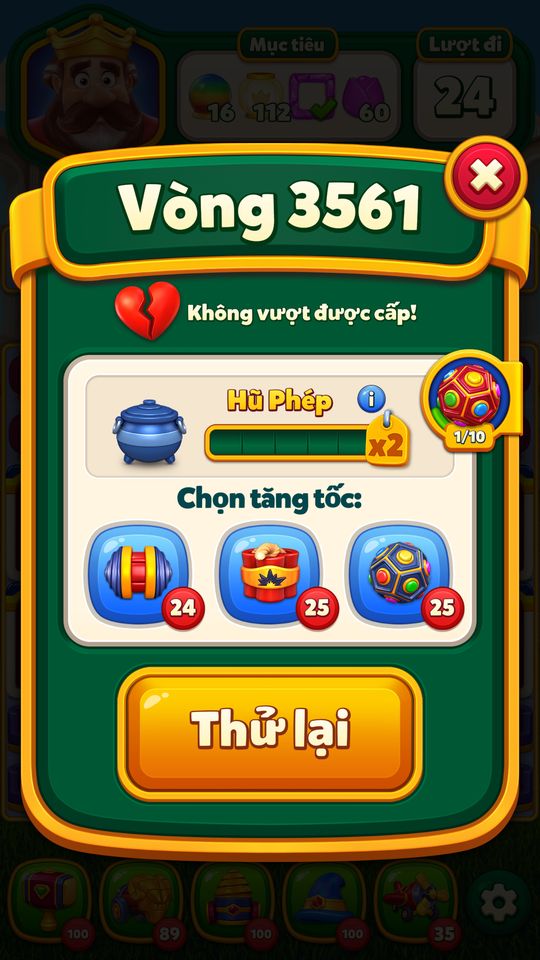 Mục tiêu
Lượt đi
16
112
60
24
Vòng 3561
Không vượt được cấp!
Hũ Phép
i
x2
1/10
Chọn tăng tốc:
24
25
25
Thử lại
100
89
100
100
35